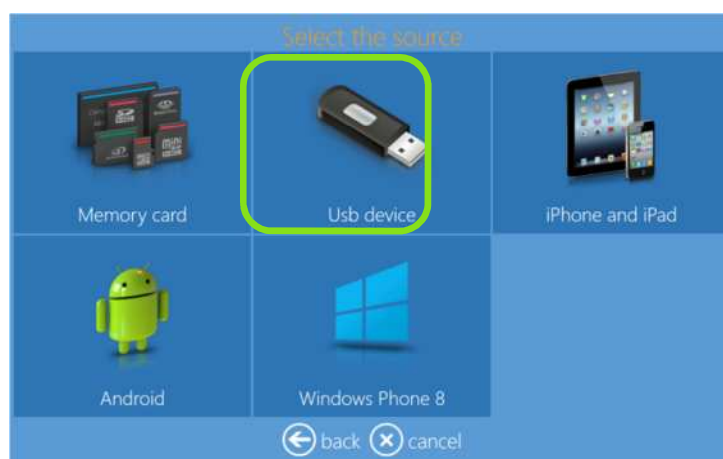 Select the source
Memory card
Usb device
iPhone and iPad
Android
Windows Phone 8
back
cancel